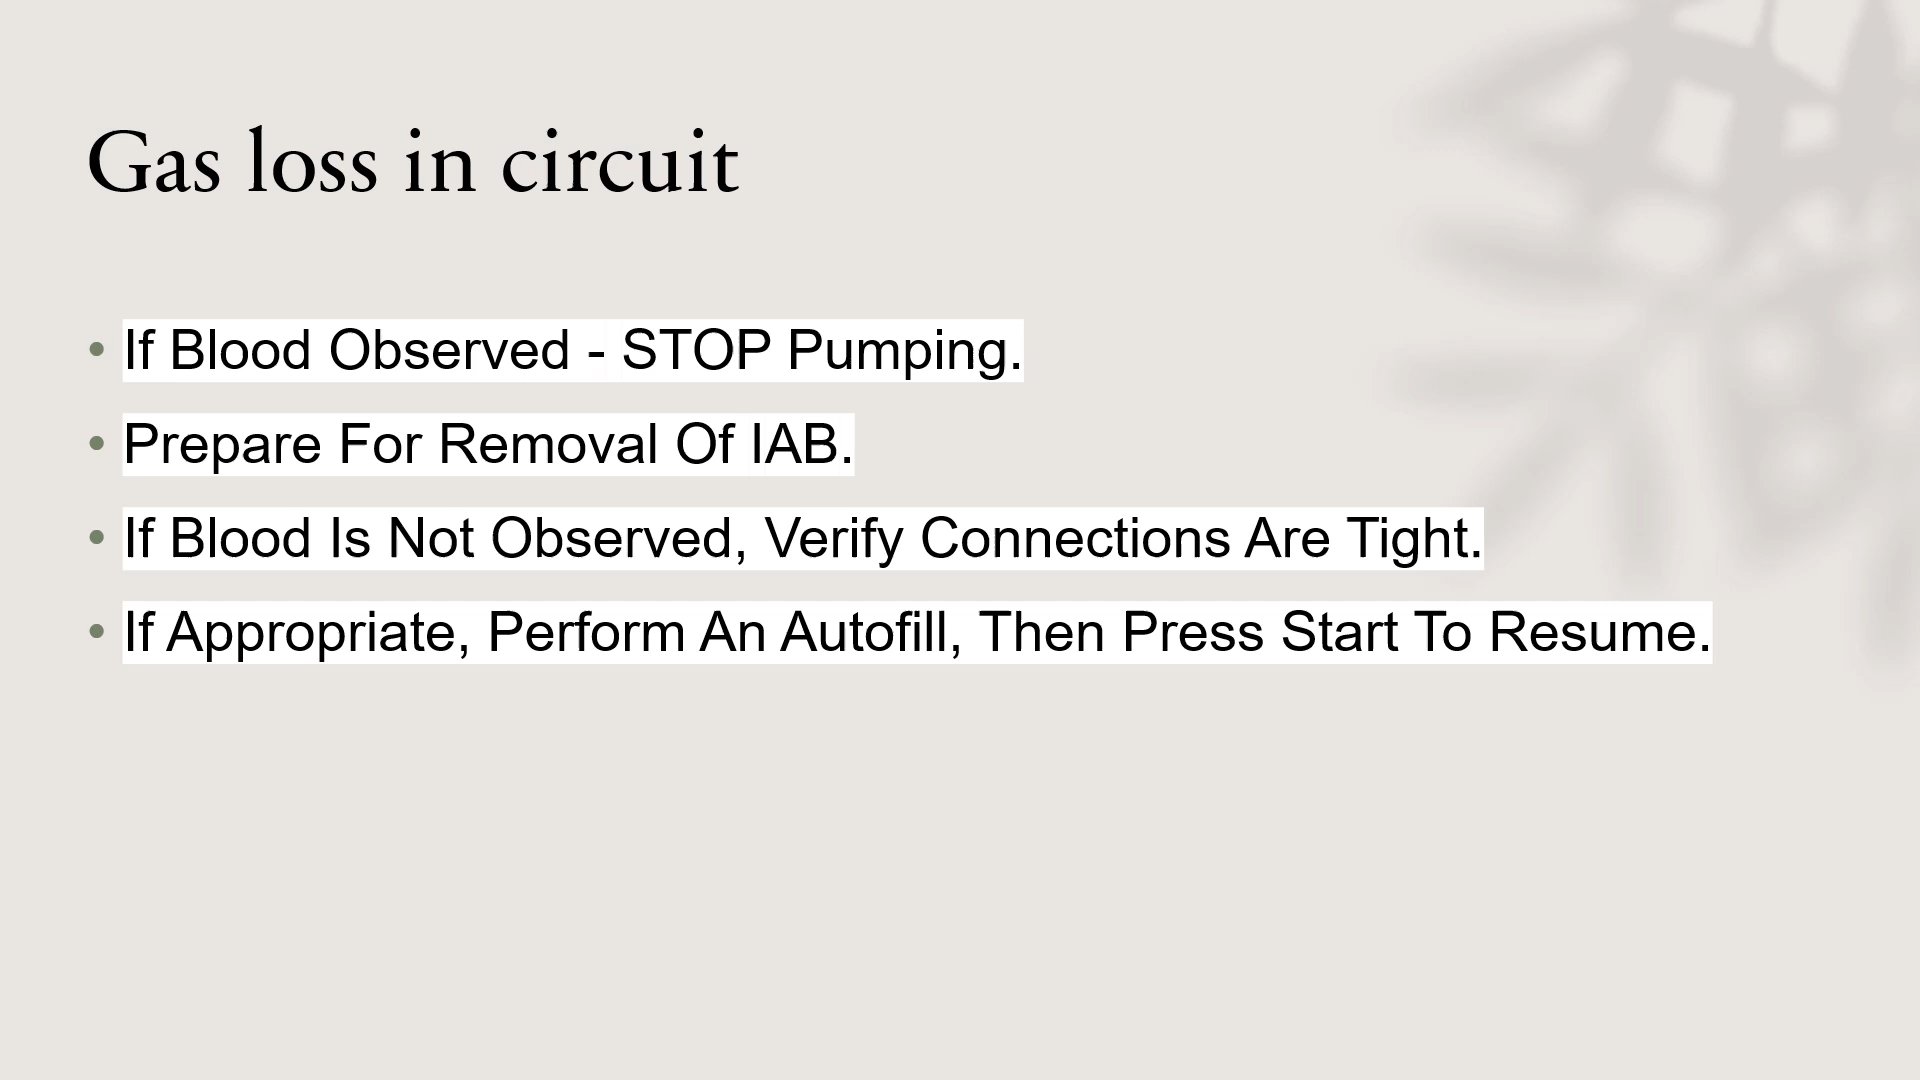 Gas loss in circuit
• If Blood Observed - STOP Pumping.
• Prepare For Removal Of IAB.
• If Blood Is Not Observed, Verify Connections Are Tight.
• If Appropriate, Perform An Autofill, Then Press Start To Resume.